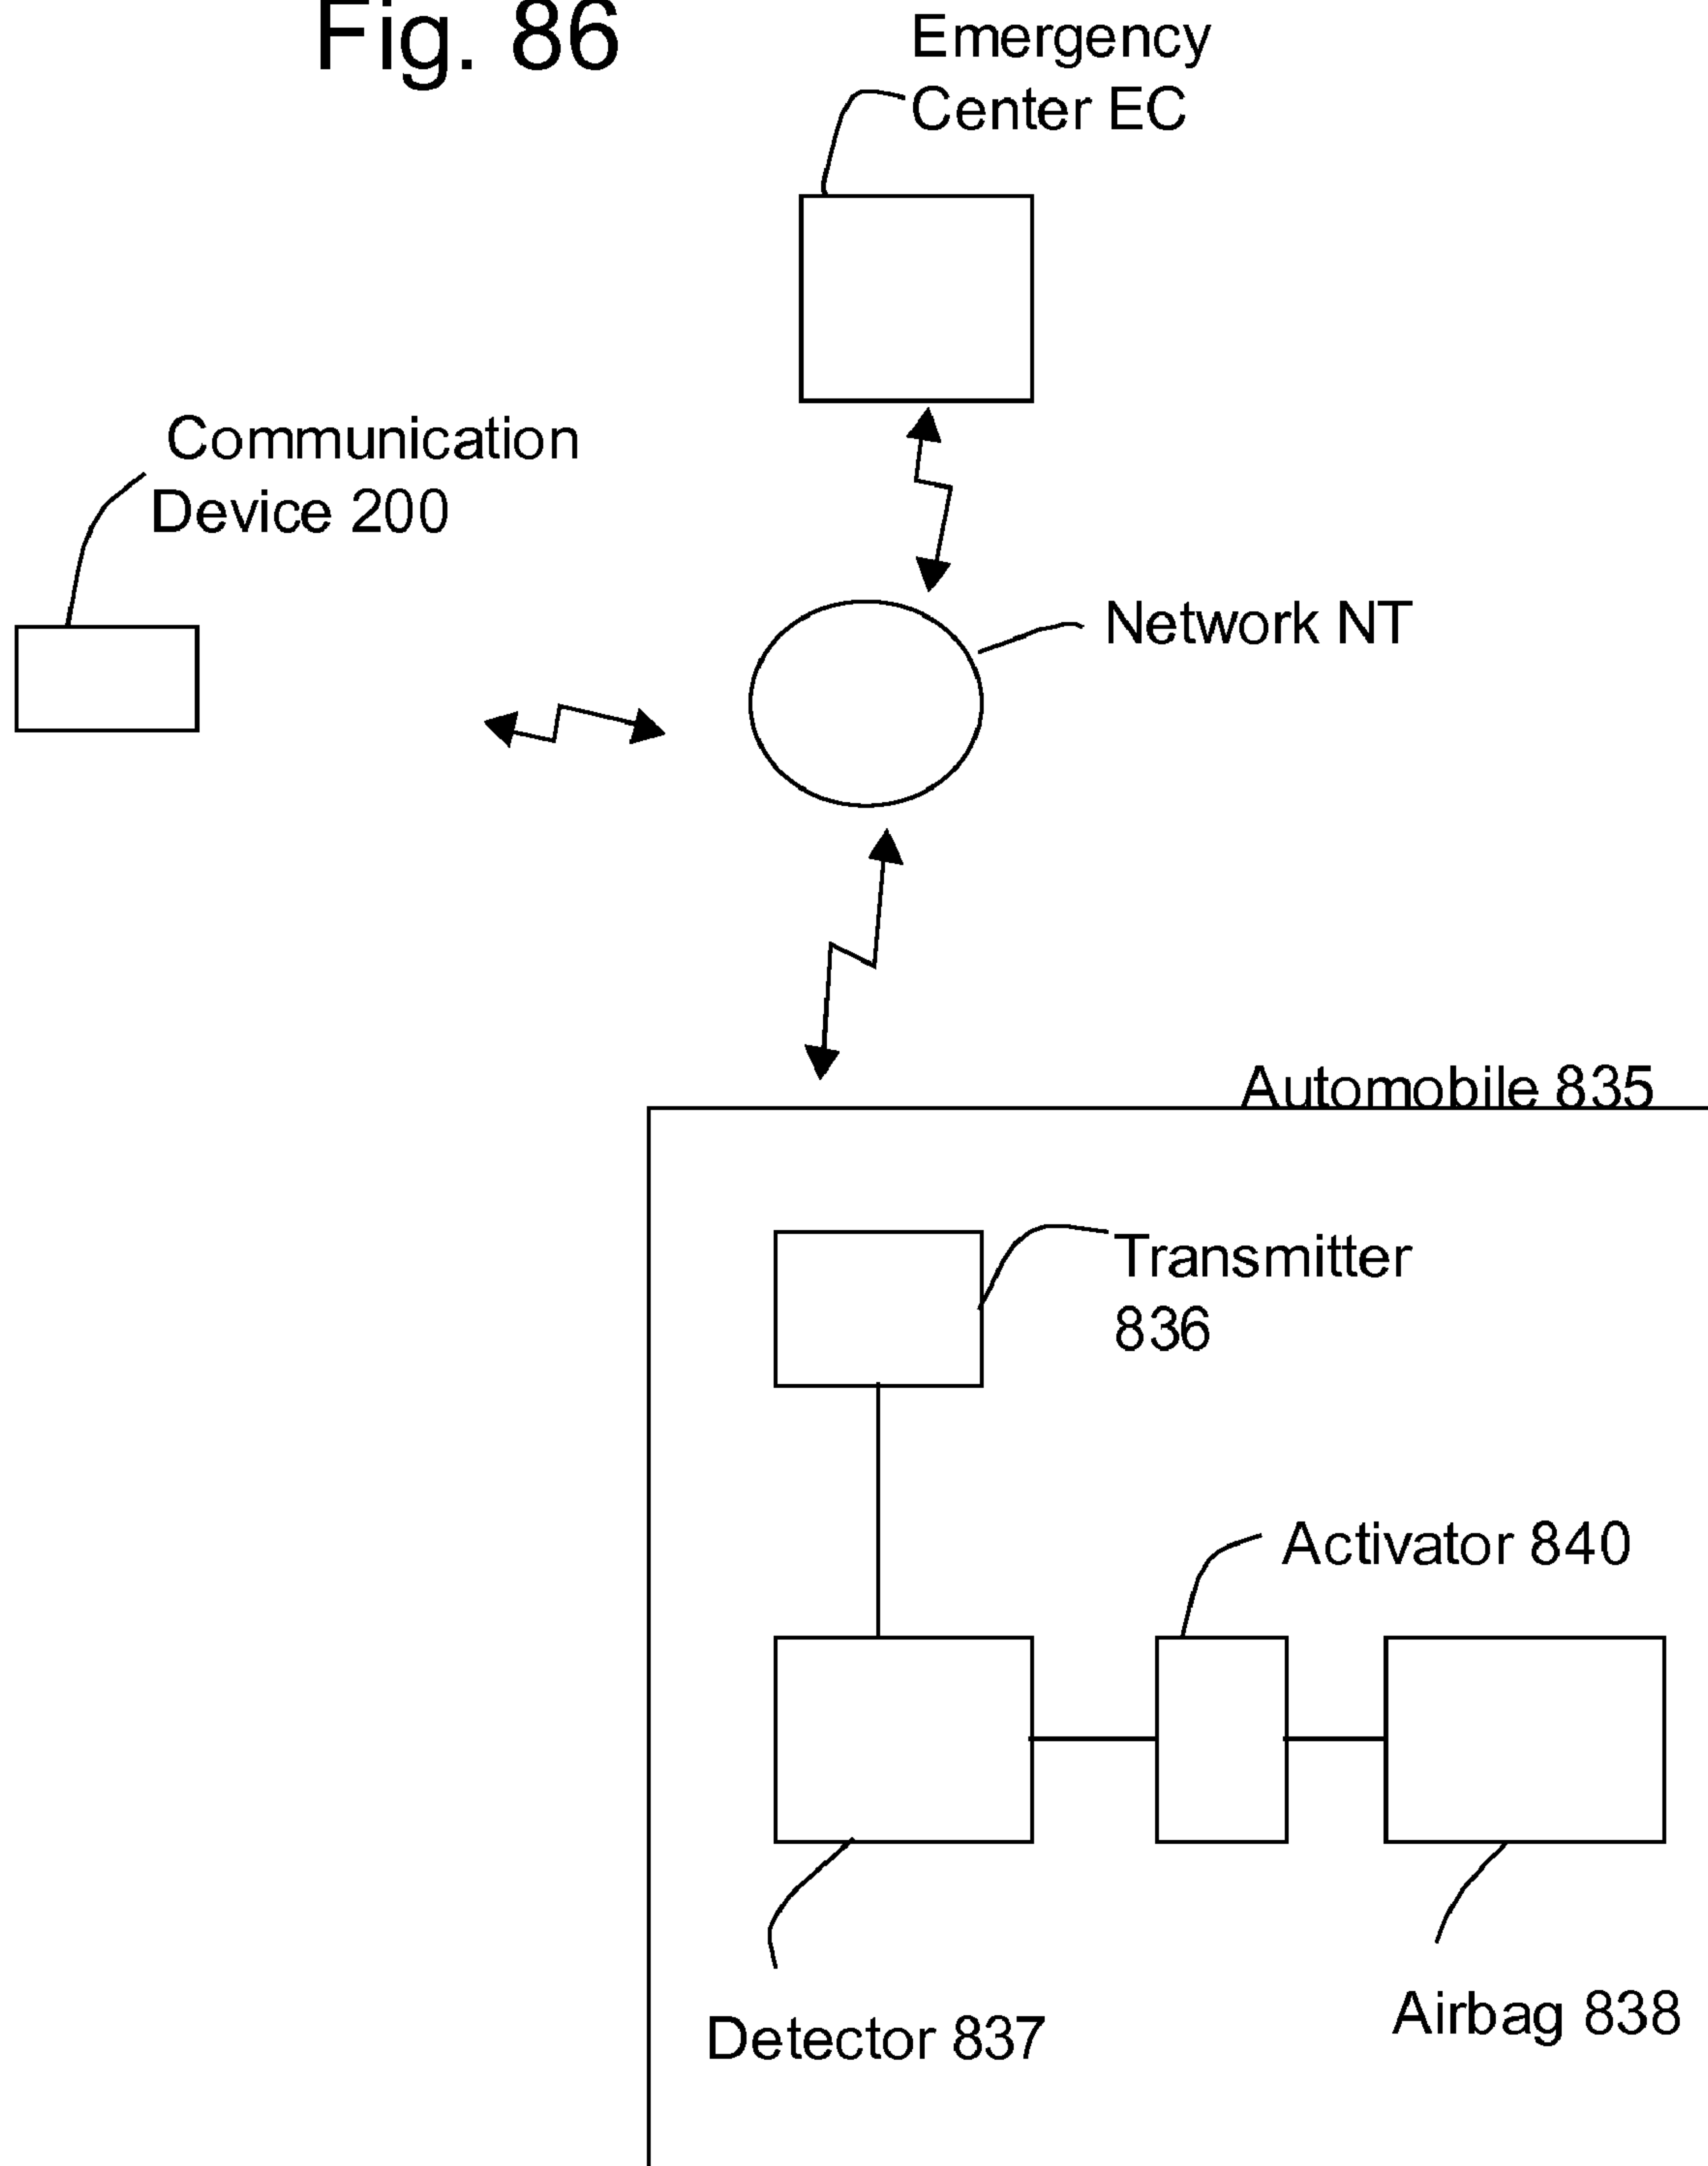 Fig. 86
Emergency
Center EC
Communication
Device 200
Network NT
Automobile 835
Transmitter
836
Activator 840
Airbag 838
Detector 837